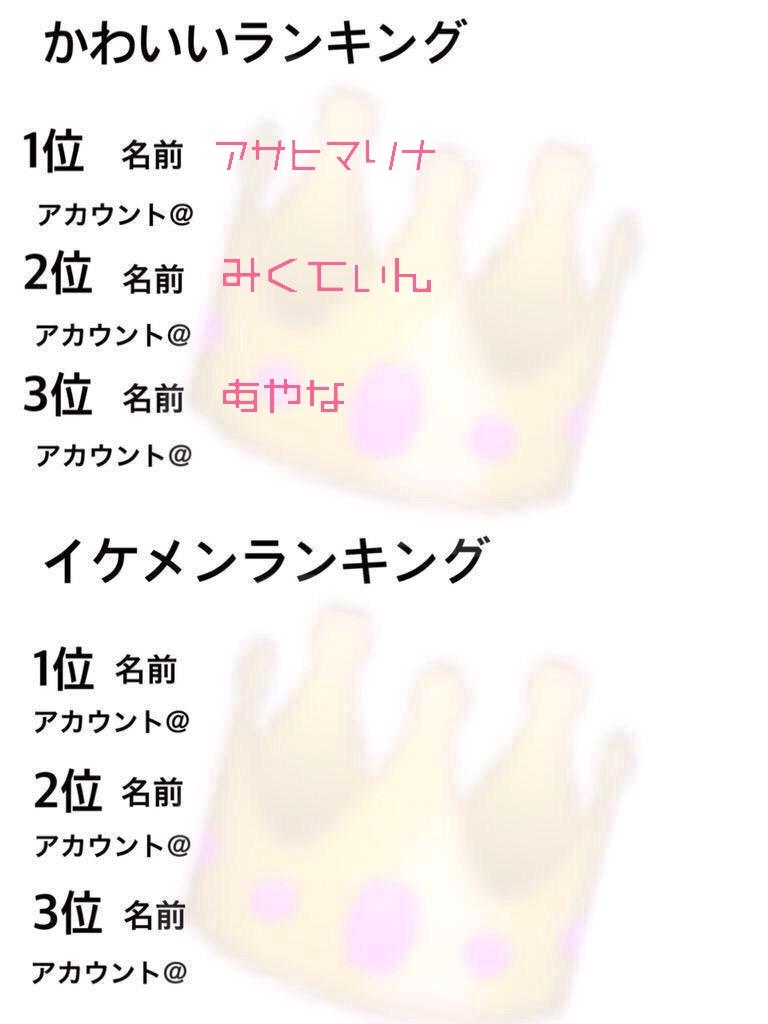 かわいいランキング
1位 名前 アサヒマリナ
アカウント@
2位 名前 みくてぃん
アカウント@
3位 名前 あやな
アカウント@
イケメンランキング
1位 名前
アカウント@
2位 名前
アカウント@
3位 名前
アカウント@